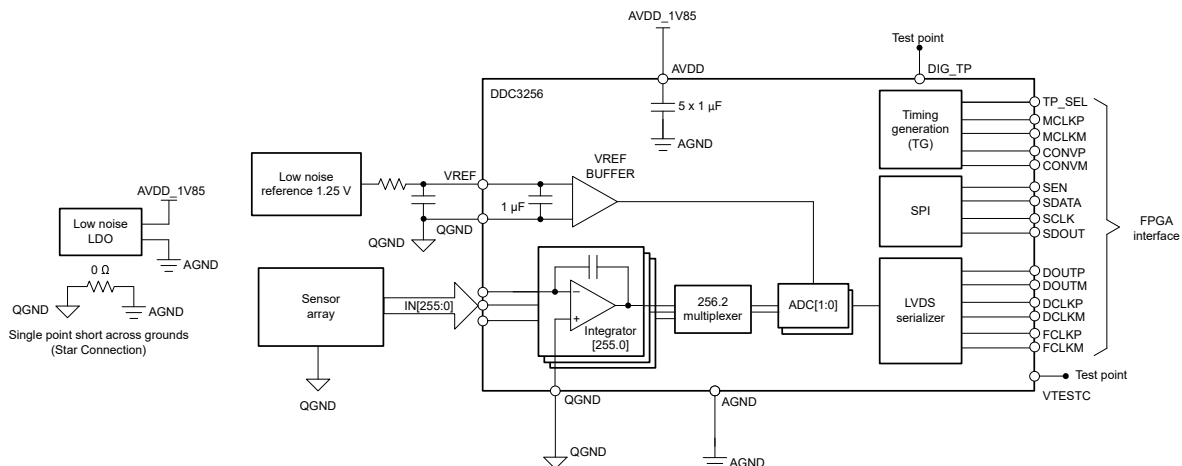 AVDD_1V85
Test point
AVDD
DIG_TP
DDC3256
5 x 1 µF
AGND
Timing
generation
(TG)
TP_SEL
MCLKP
MCLKM
CONVP
CONVM
VREF
BUFFER
Low noise
reference 1.25 V
VREF
1 µF
QGND
QGND
SPI
SEN
SDATA
SCLK
SDOUT
FPGA
interface
AVDD_1V85
Low noise
LDO
AGND
0 Ω
QGND
AGND
Single point short across grounds
(Star Connection)
Sensor
array
IN[255:0]
QGND
Integrator
[255.0]
256.2
multiplexer
ADC[1:0]
LVDS
serializer
DOUTP
DOUTM
DCLKP
DCLKM
FCLKP
FCLKM
Test point
VTESTC
QGND
AGND
QGND
AGND